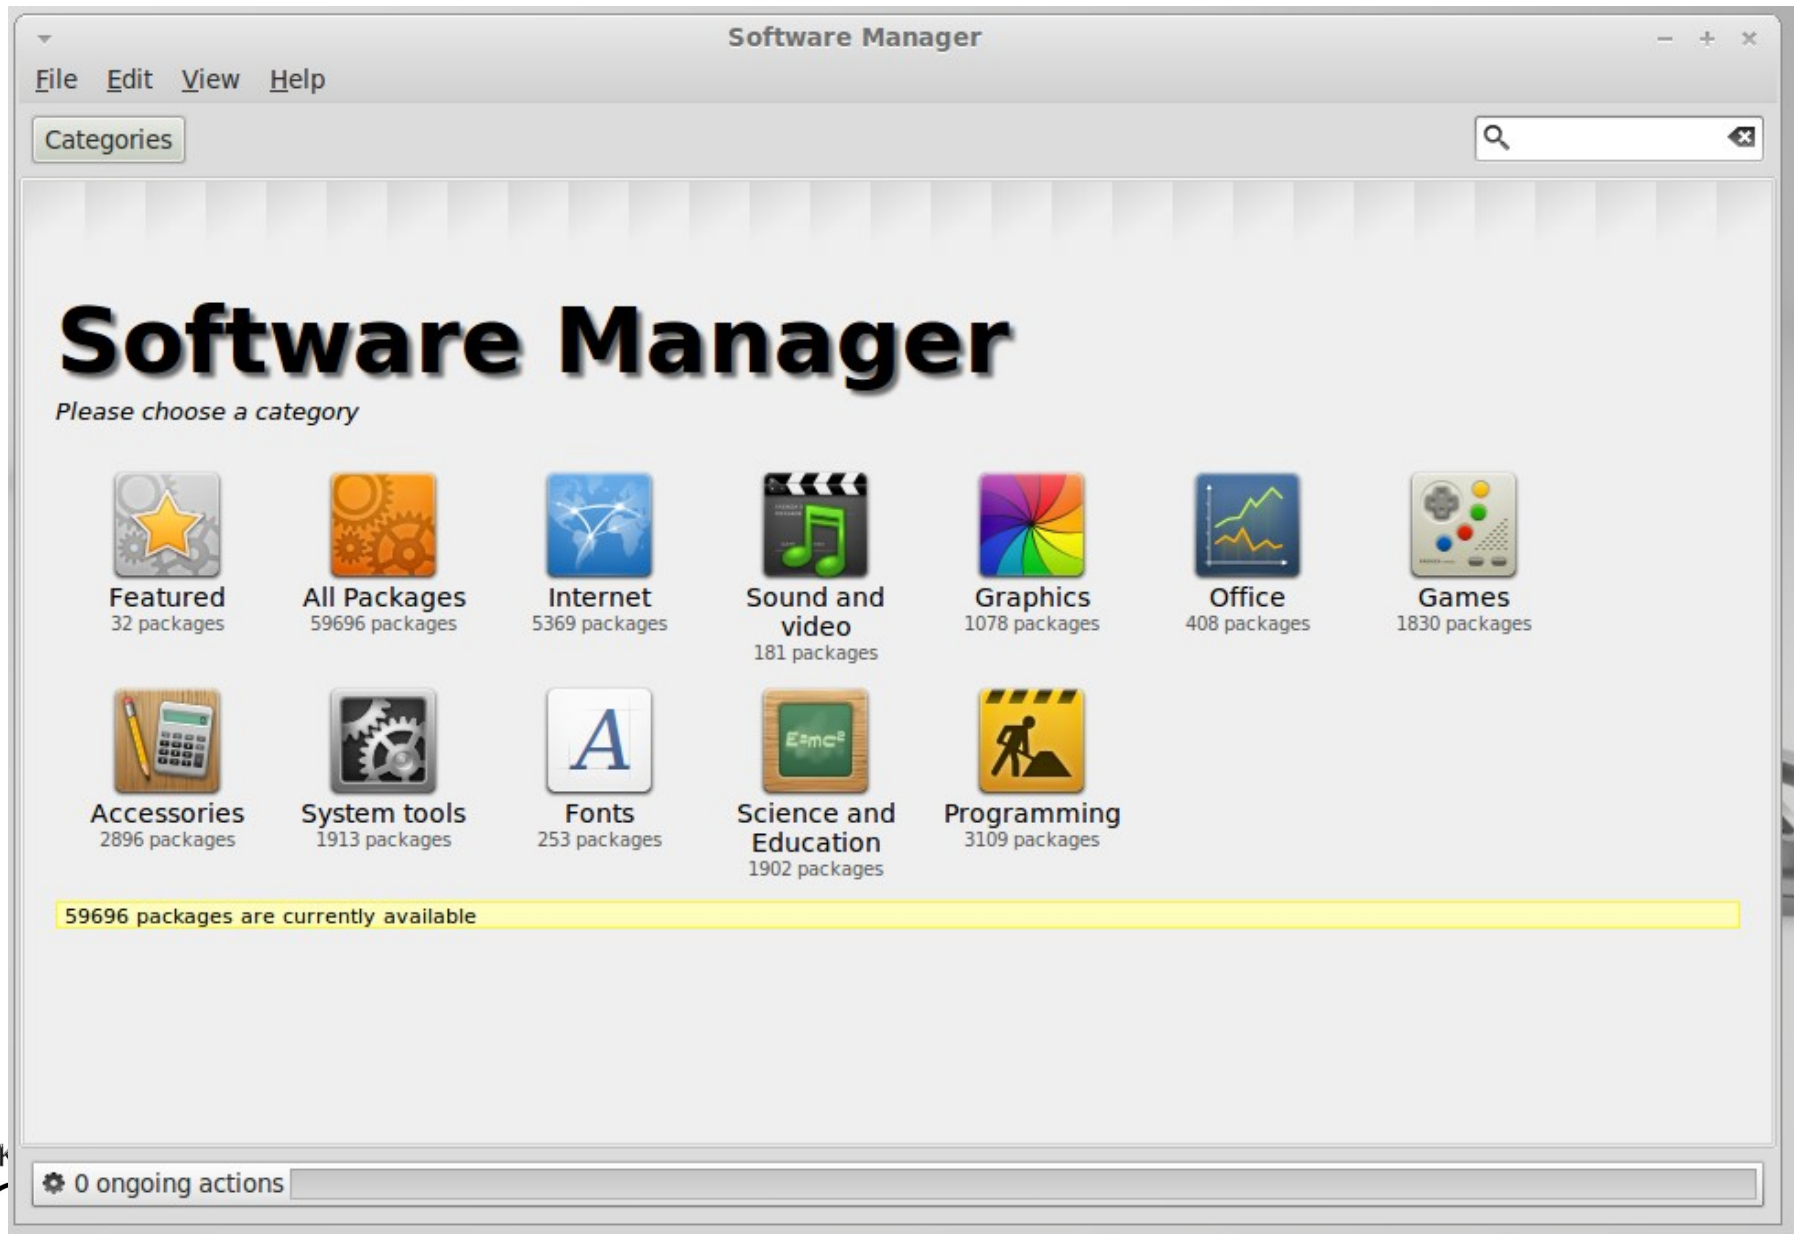 Software Manager
File Edit View Help
Categories
Software Manager
Please choose a category
Featured
32 packages
All Packages
59696 packages
Internet
5369 packages
Sound and
video
181 packages
Graphics
1078 packages
Office
408 packages
Games
1830 packages
Accessories
2896 packages
System tools
1913 packages
A
Fonts
253 packages
E=mc²
Science and
Education
1902 packages
Programming
3109 packages
59696 packages are currently available
0 ongoing actions